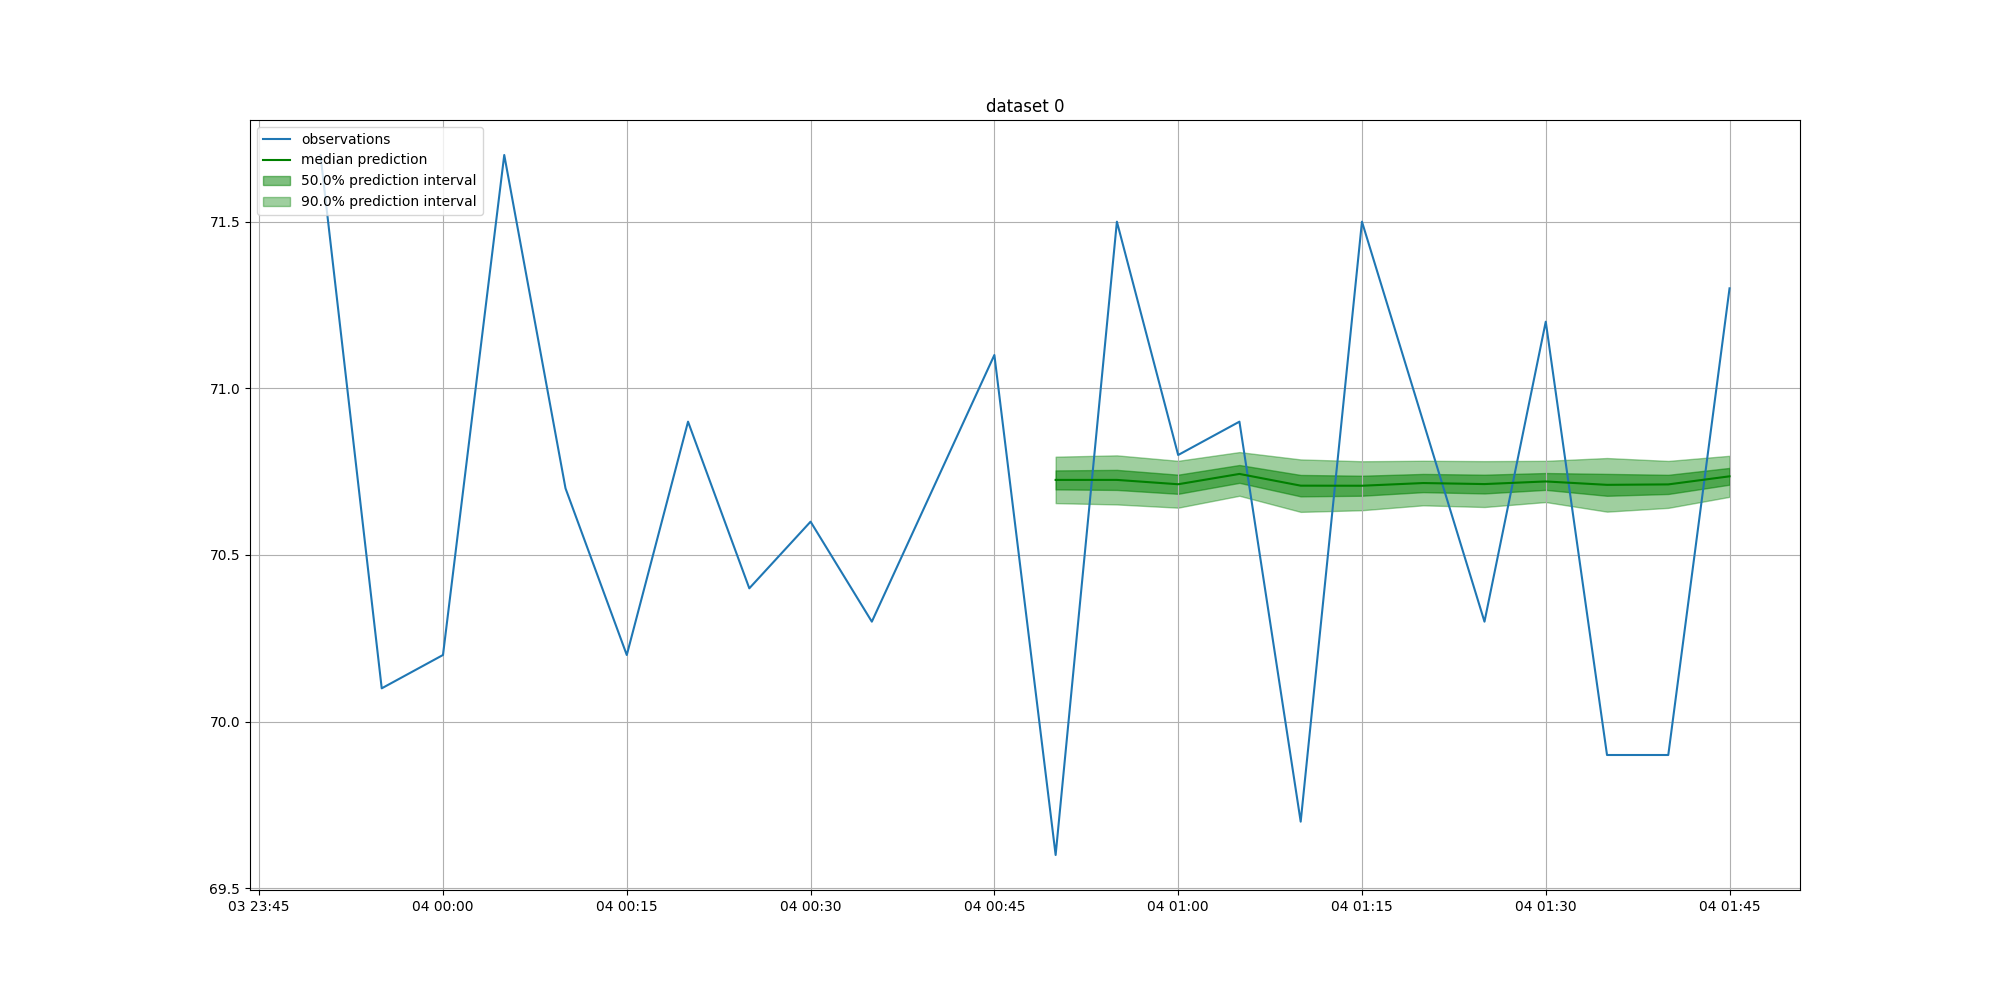 dataset 0
observations
median prediction
50.0% prediction interval
90.0% prediction interval
71.5
71.0
70.5
70.0
69.5
03 23:45 04 00:00 04 00:15 04 00:30 04 00:45 04 01:00 04 01:15 04 01:30 04 01:45